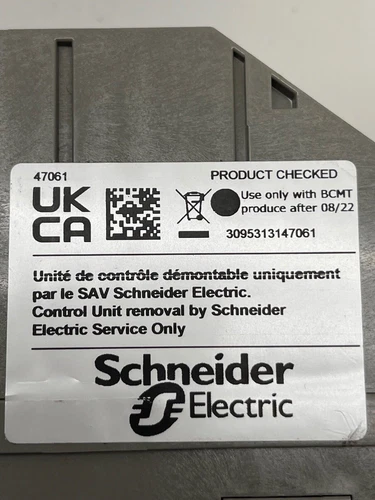 47061
PRODUCT CHECKED
UK
CA
Use only with BCMT
produce after 08/22
3095313147061
Unité de contrôle démontable uniquement
par le SAV Schneider Electric.
Control Unit removal by Schneider
Electric Service Only
Schneider
Electric